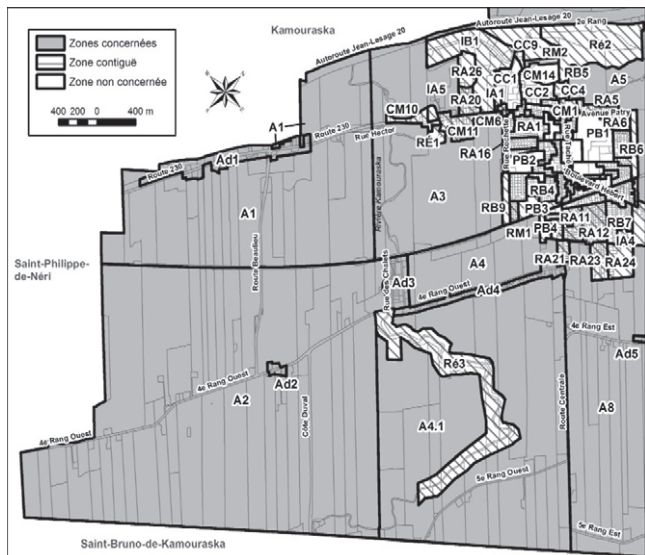 Kamouraska
Autoroute Jean-Lesage 20
Autoroute Jean-Lesage 20
2e Rang
Zones concernées
Zone contiguë
Zone non concernée
400 200 0 400 m
IB1
CC9
RM2
Ré2
RA26
CC1
CM14
RB5
A5
IA5
IA1
CC2
CC4
RA20
RA5
CM10
CM6
CM1
Avenue Patry
RA6
A1
Route 230
Rue Hector
RÉ1
CM11
Rue Rochette
RA1
Rue Taché
PB1
RA16
RB6
Ad1
Route 230
PB2
Boulevard Hébert
A1
Rivière Kamouraska
A3
RB4
RB9
PB3
RA11
RB7
RM1
PB4
RA12
IA4
Saint-Philippe-
de-Néri
Route Beaulieu
Rue des Chalets
Ad3
A4
RA21
RA23
RA24
4e Rang Ouest
Ad4
4e Rang Est
Ad5
Ré3
Ad2
4e Rang Ouest
A2
Côte Duval
A4.1
Route Centrale
A8
4e Rang Ouest
5e Rang Ouest
5e Rang Est
Saint-Bruno-de-Kamouraska